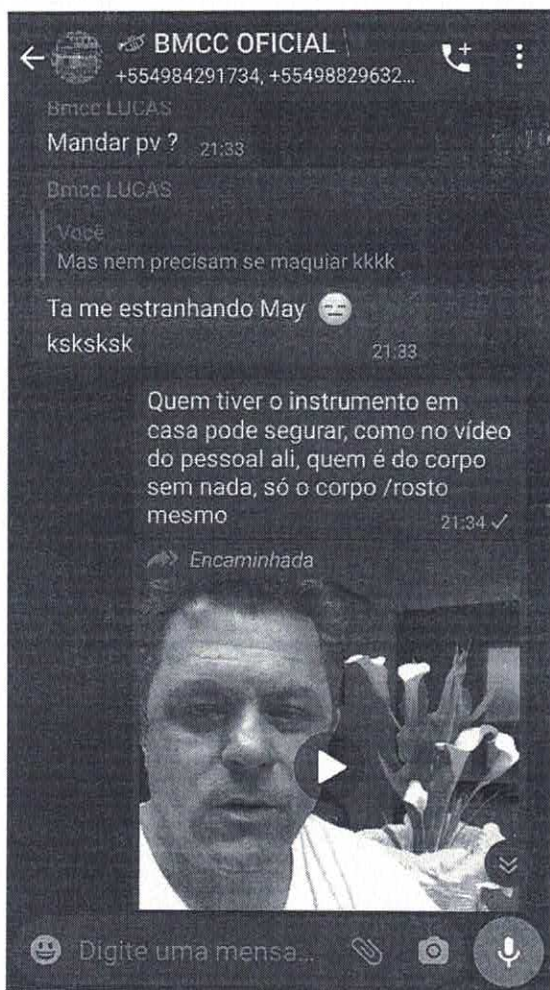 BMCC OFICIAL
+554984291734, +55498829632...
Bmcc LUCAS
Mandar pv ? 21:33
Bmcc LUCAS
Você
Mas nem precisam se maquiar kkkk
Ta me estranhando May 😑
ksksksk 21:33
Quem tiver o instrumento em
casa pode segurar, como no vídeo
do pessoal ali, quem é do corpo
sem nada, só o corpo /rosto
mesmo 21:34
Encaminhada
Digite uma mensa...